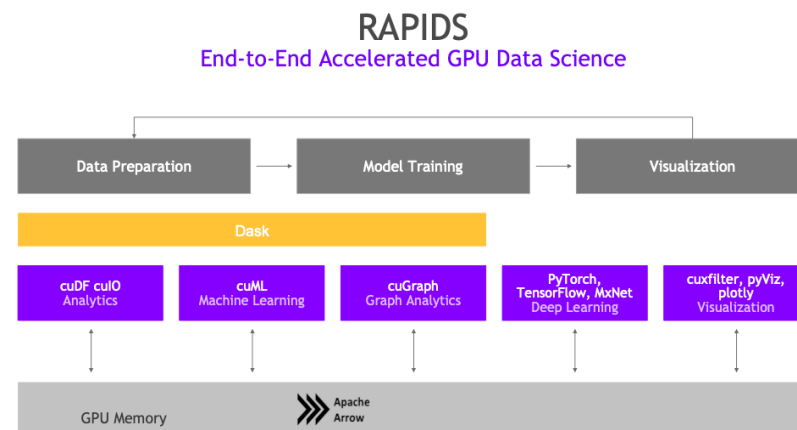 RAPIDS
End-to-End Accelerated GPU Data Science
Data Preparation
Model Training
Visualization
Dask
cuDF cuIO
Analytics
cuML
Machine Learning
cuGraph
Graph Analytics
PyTorch,
TensorFlow, MxNet
Deep Learning
cuxfilter, pyViz,
plotly
Visualization
GPU Memory
Apache
Arrow